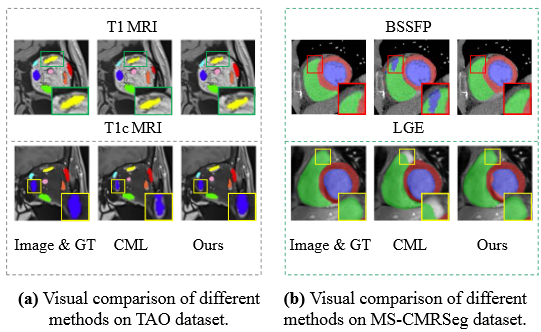 T1 MRI
T1c MRI
Image & GT CML Ours
(a) Visual comparison of different
methods on TAO dataset.
BSSFP
LGE
Image & GT CML Ours
(b) Visual comparison of different
methods on MS-CMRSeg dataset.